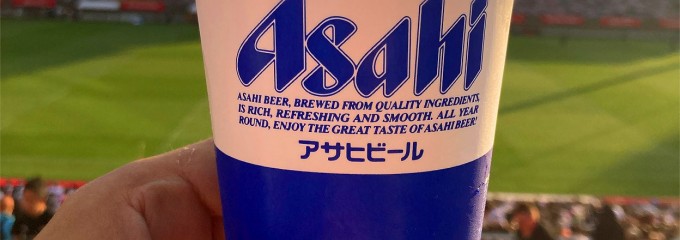 Asahi
ASAHI BEER, BREWED FROM QUALITY INGREDIENTS,
IS RICH, REFRESHING AND SMOOTH. ALL YEAR
ROUND, ENJOY THE GREAT TASTE OF ASAHI BEER!
アサヒビール